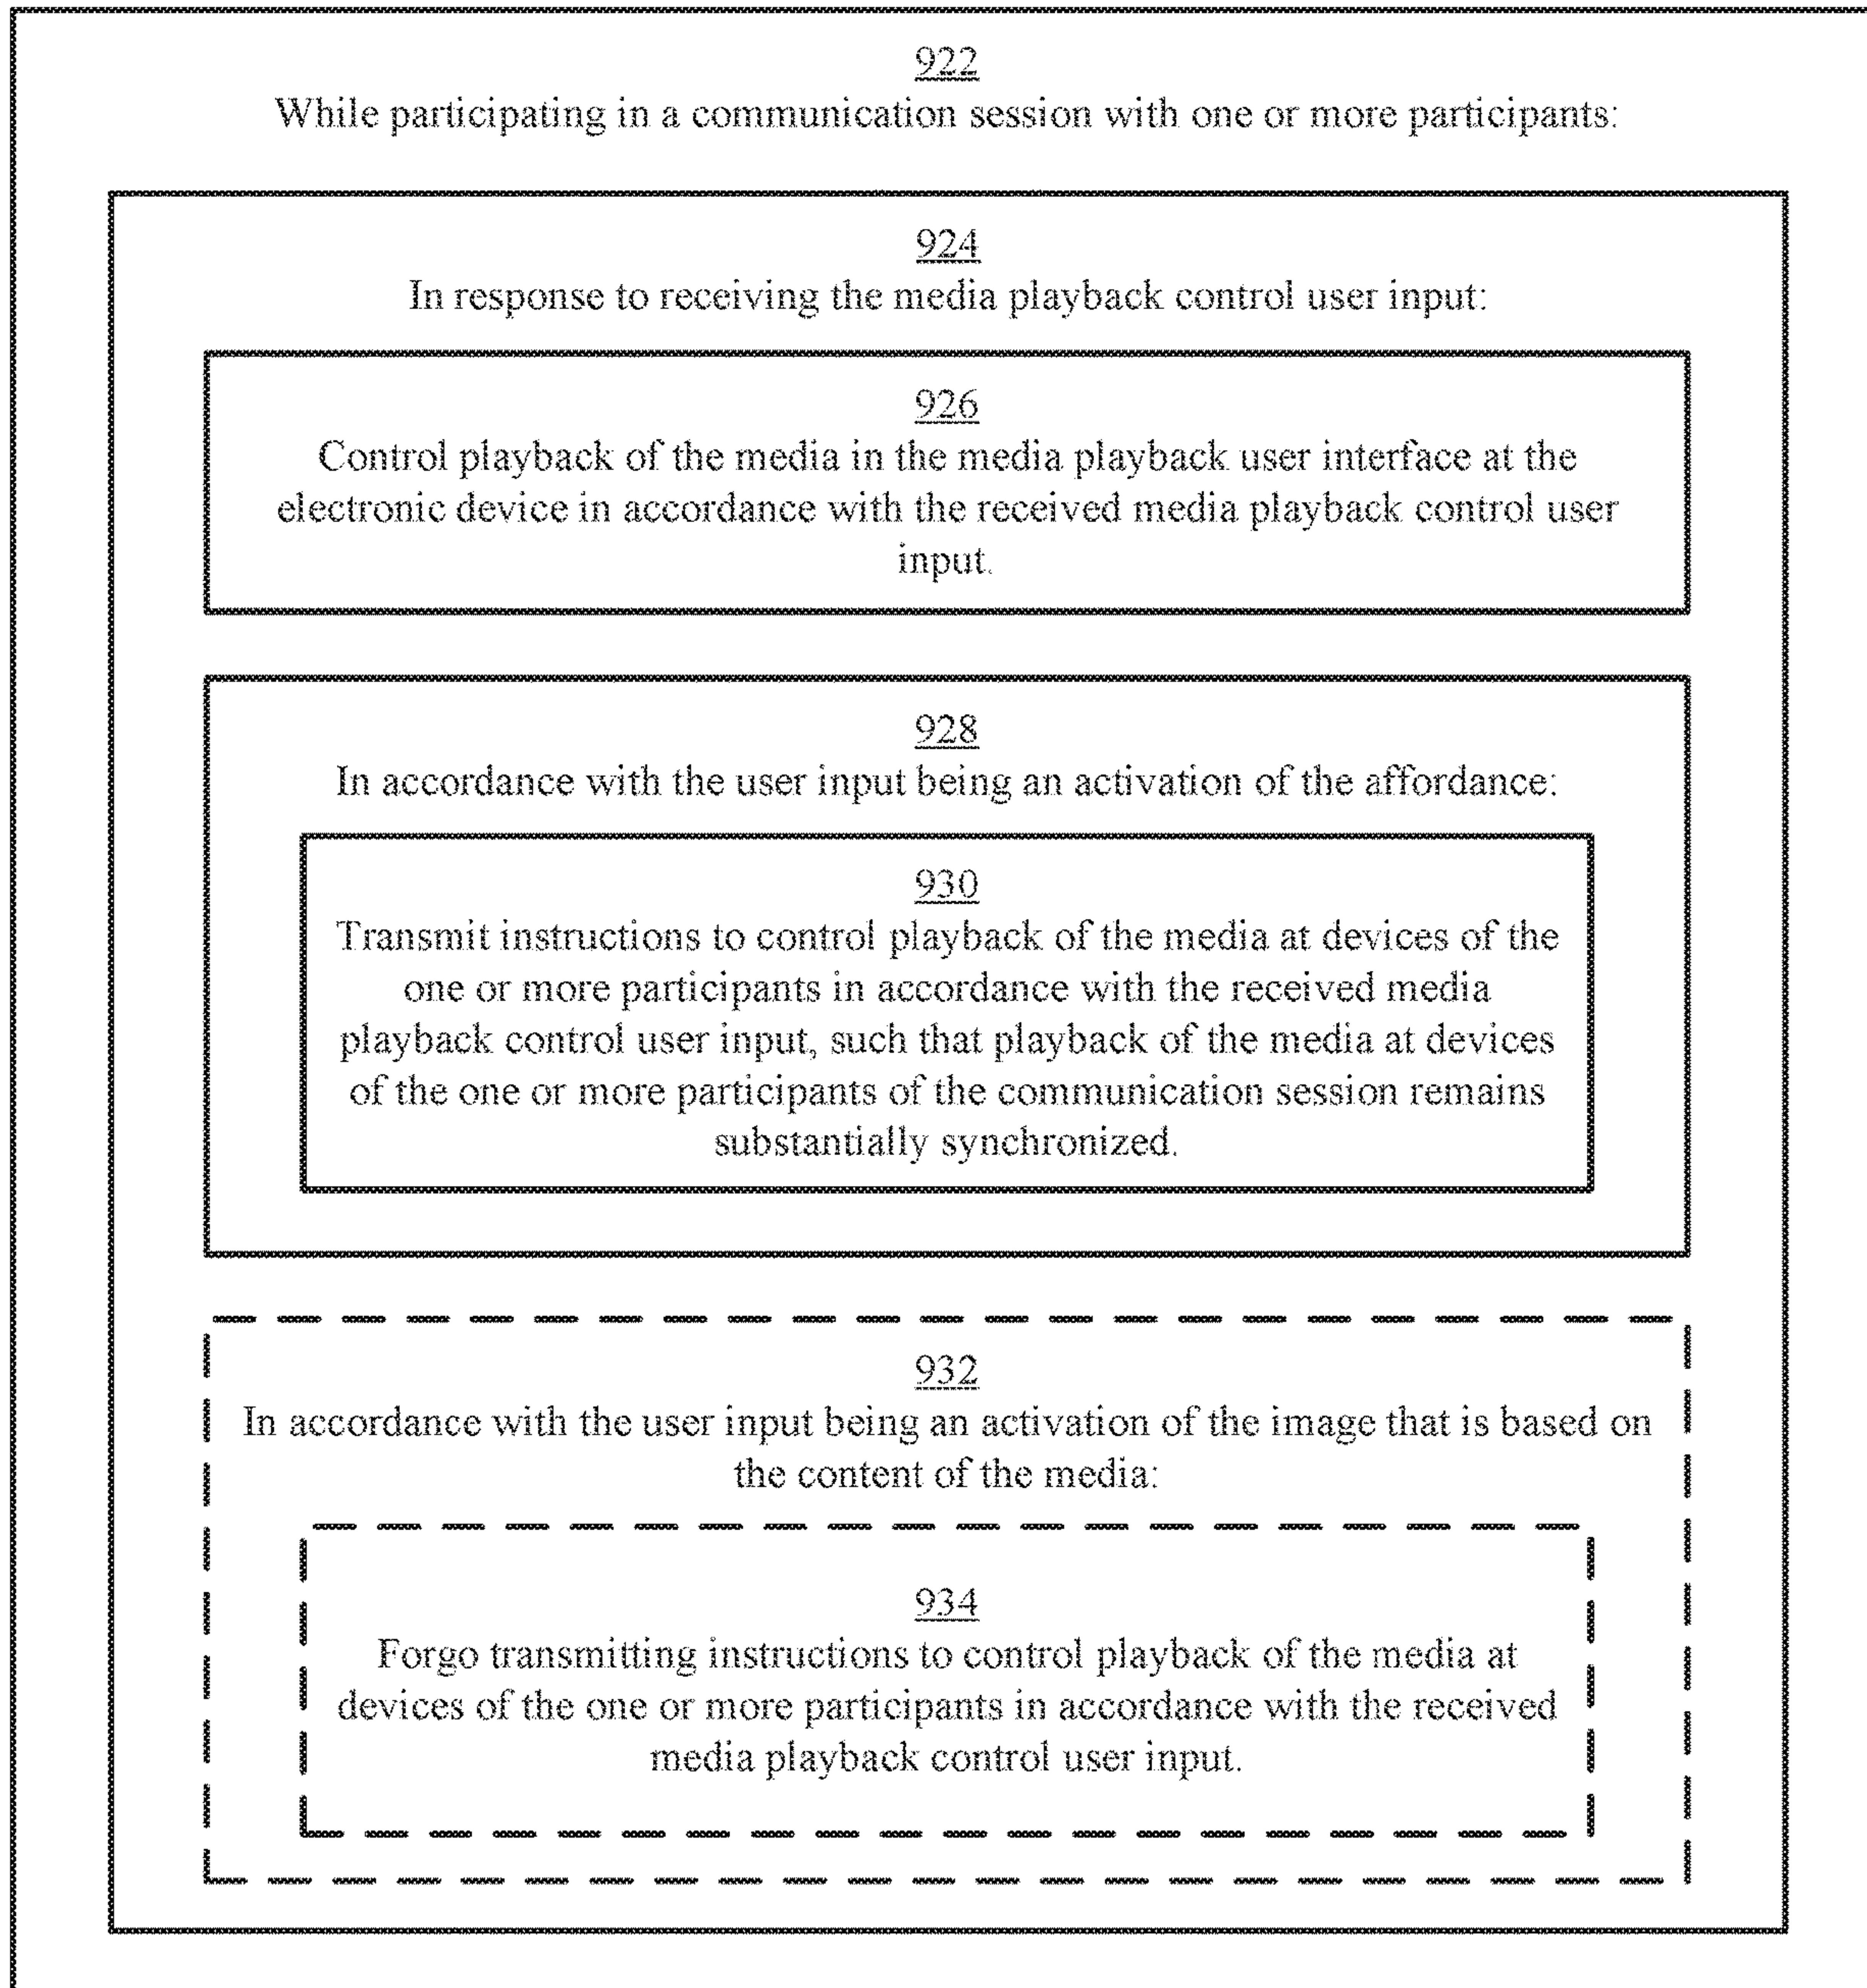 922
While participating in a communication session with one or more participants:
924
In response to receiving the media playback control user input:
926
Control playback of the media in the media playback user interface at the
electronic device in accordance with the received media playback control user
input.
928
In accordance with the user input being an activation of the affordance:
930
Transmit instructions to control playback of the media at devices of the
one or more participants in accordance with the received media
playback control user input, such that playback of the media at devices
of the one or more participants of the communication session remains
substantially synchronized.
932
In accordance with the user input being an activation of the image that is based on
the content of the media:
934
Forgo transmitting instructions to control playback of the media at
devices of the one or more participants in accordance with the received
media playback control user input.